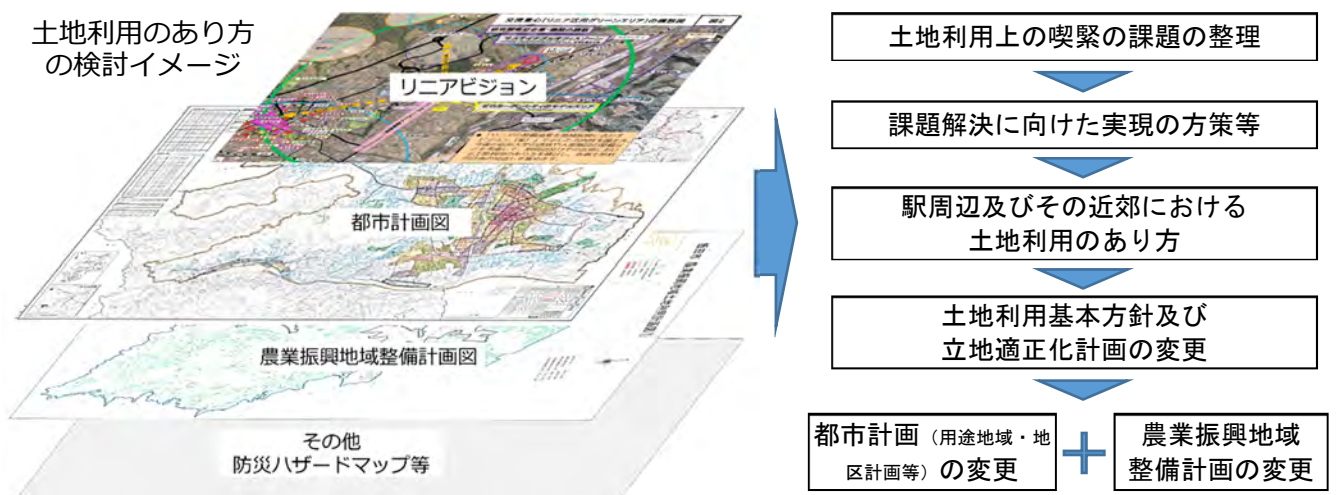 土地利用のあり方
の検討イメージ
リニアビジョン
都市計画図
農業振興地域整備計画図
その他
防災ハザードマップ等
土地利用上の喫緊の課題の整理
課題解決に向けた実現の方策等
駅周辺及びその近郊における
土地利用のあり方
土地利用基本方針及び
立地適正化計画の変更
都市計画（用途地域・地
区計画等）の変更
農業振興地域
整備計画の変更